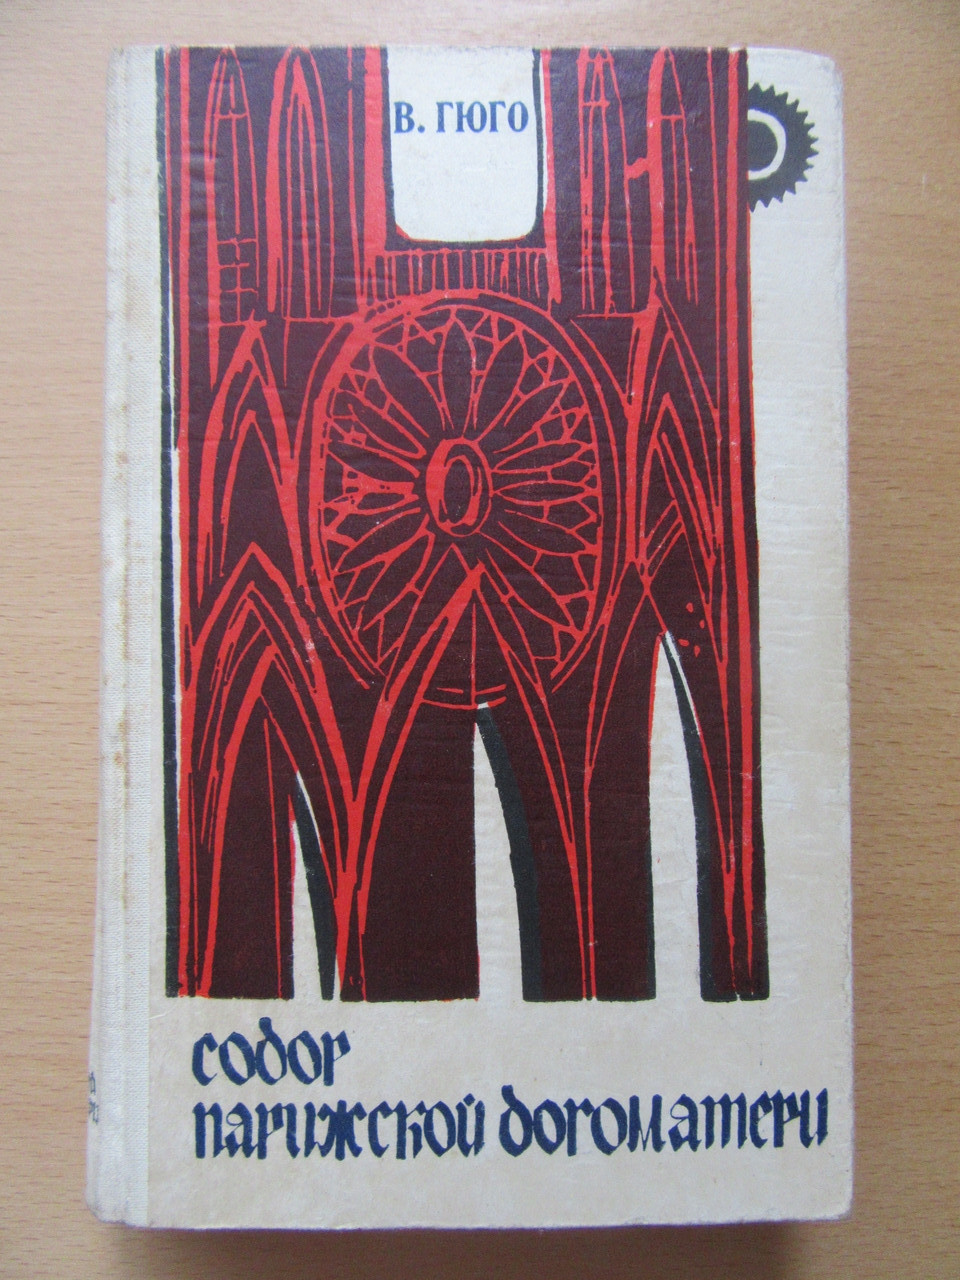 В. ГЮГО
собор
парижской богоматери